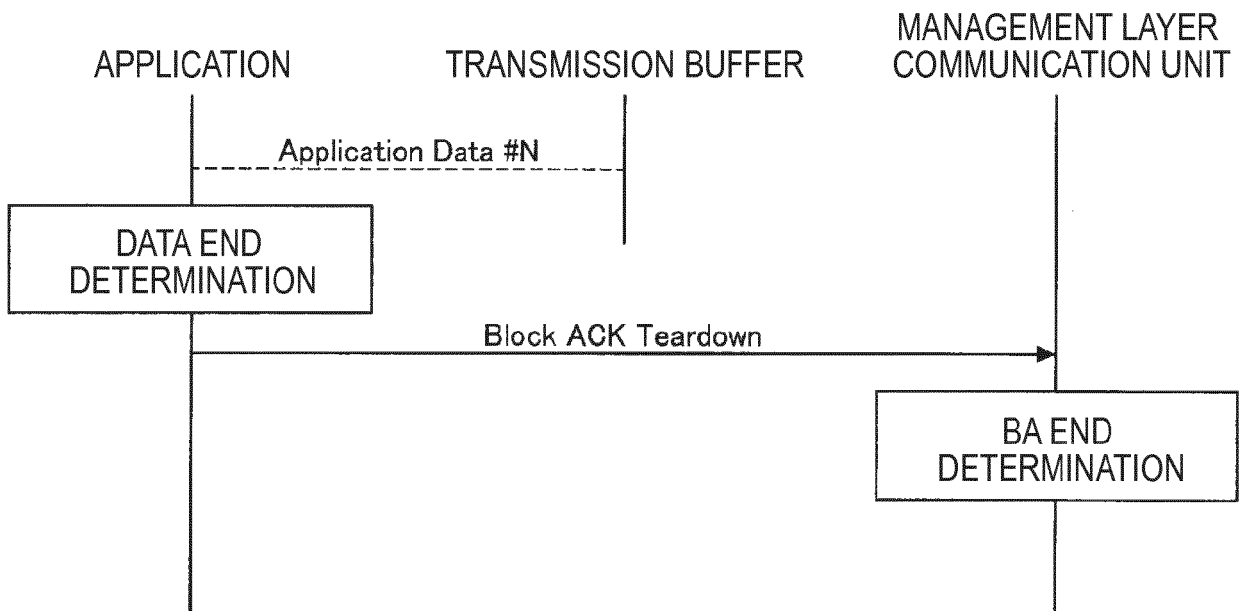 APPLICATION
TRANSMISSION BUFFER
MANAGEMENT LAYER
COMMUNICATION UNIT
Application Data #N
DATA END
DETERMINATION
Block ACK Teardown
BA END
DETERMINATION